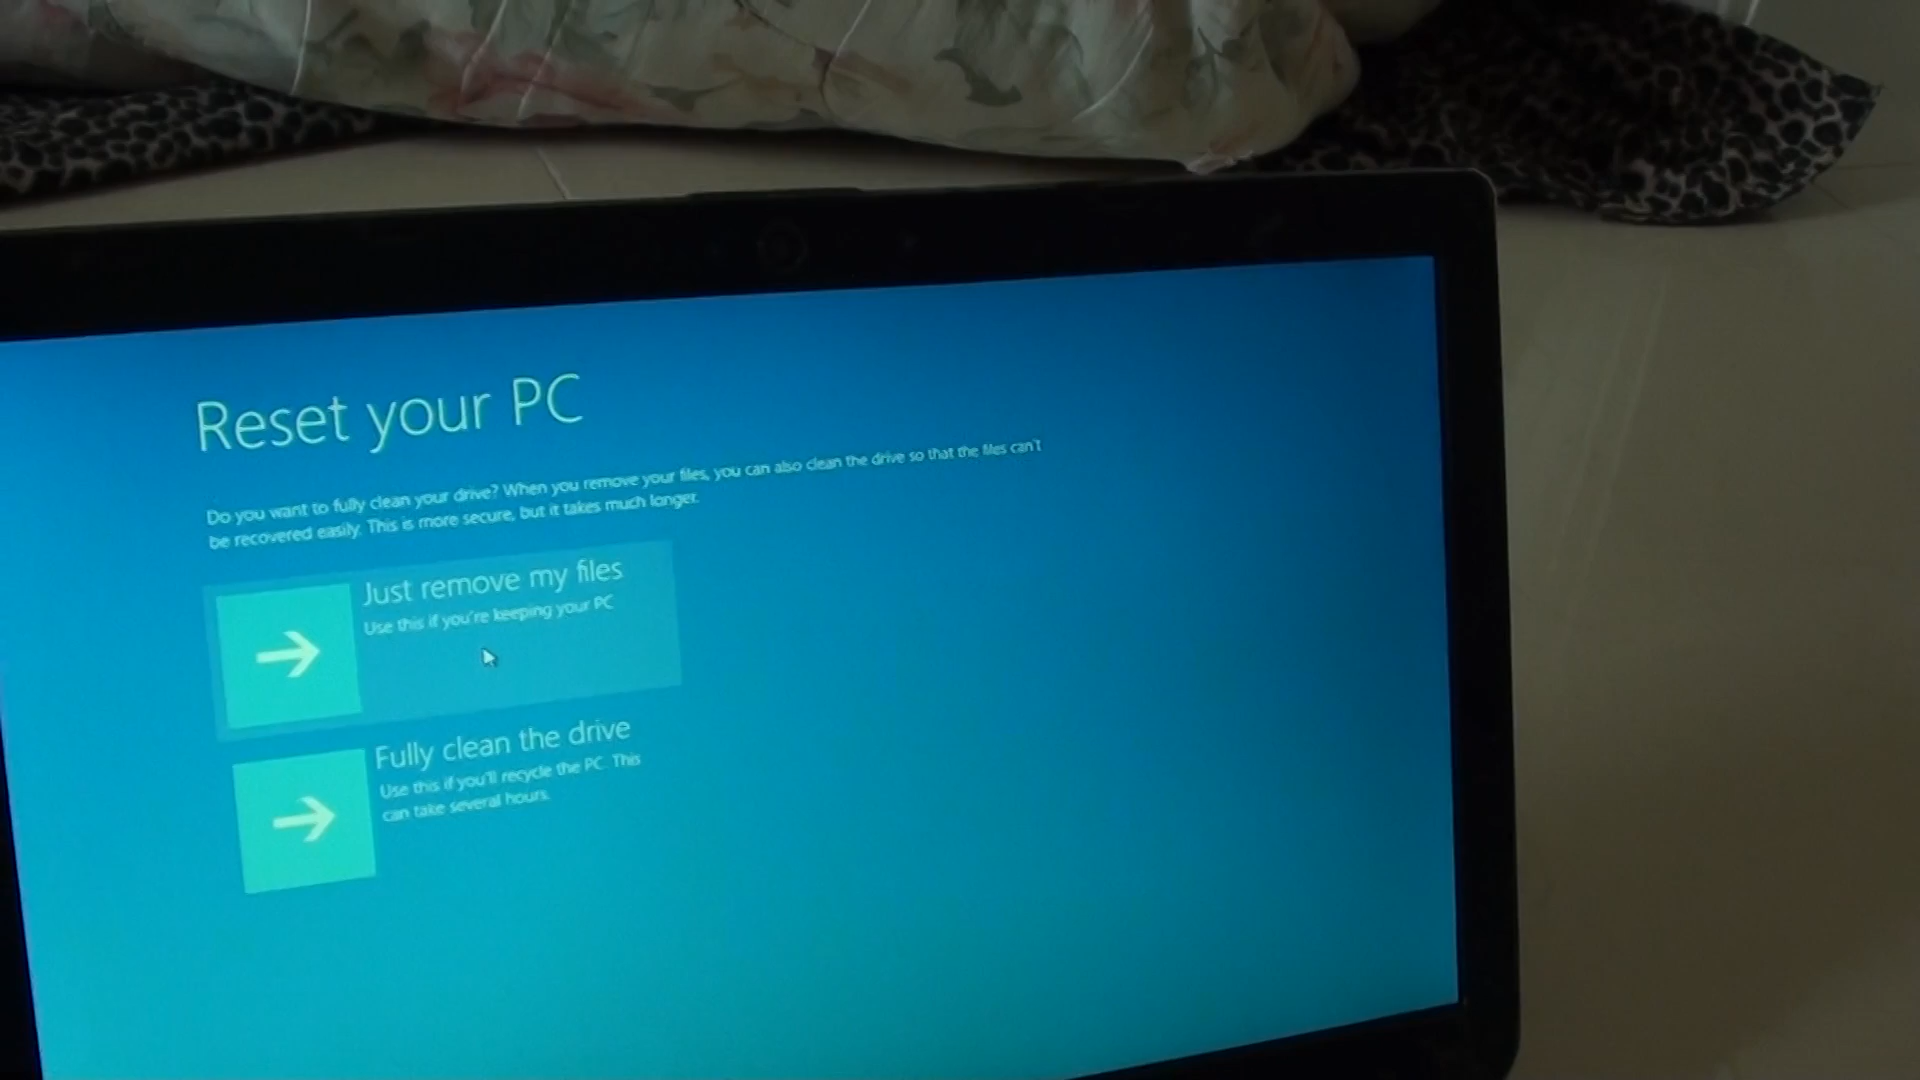 Reset your PC
Do you want to fully clean your drive? When you remove your files, you can also clean the drive so that the files can't
be recovered easily. This is more secure, but it takes much longer.
Just remove my files
Use this if you're keeping your PC
Fully clean the drive
Use this if you'll recycle the PC. This
can take several hours.